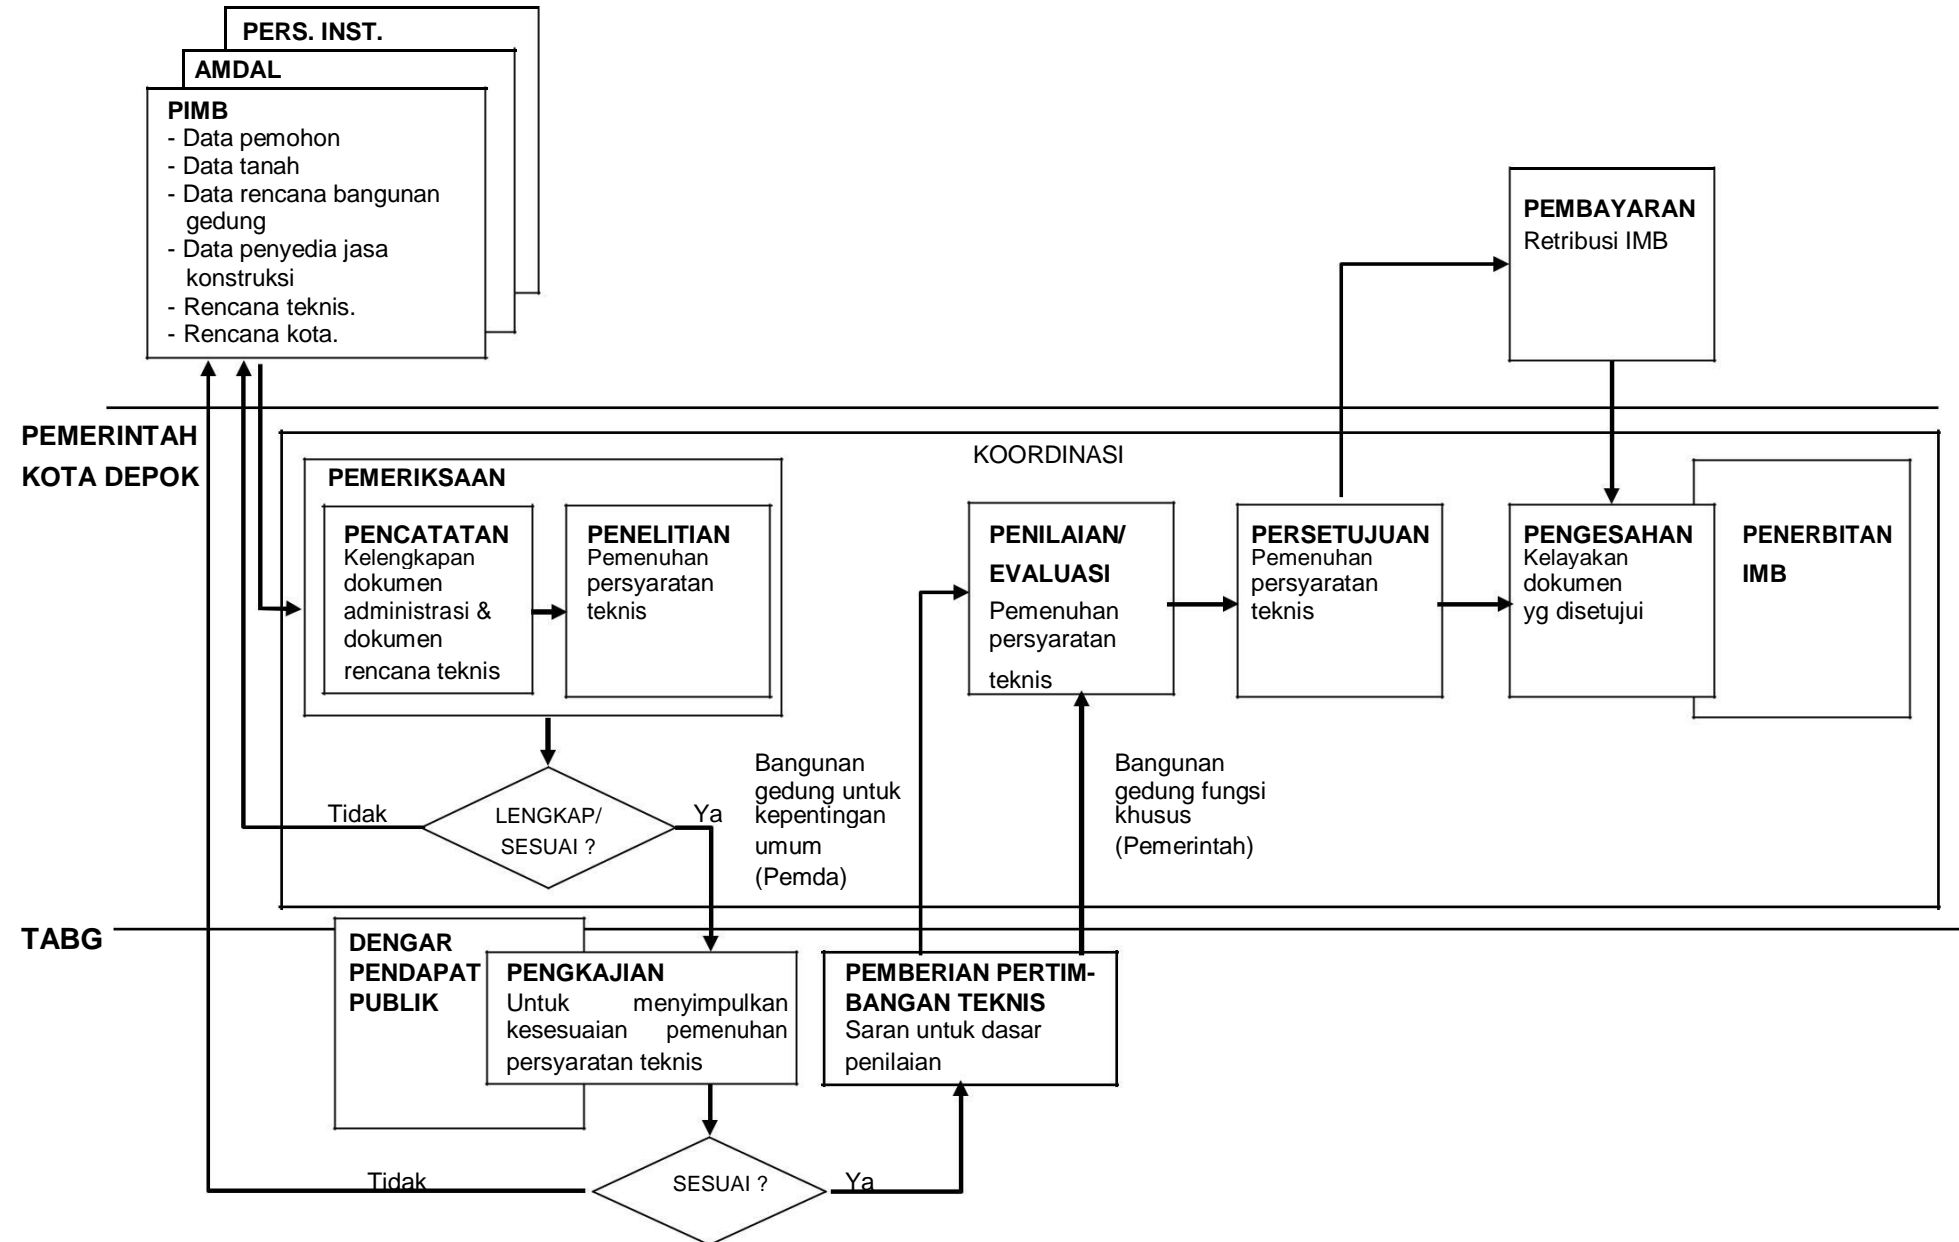 PERS. INST.
AMDAL
PIMB
- Data pemohon
- Data tanah
- Data rencana bangunan
gedung
- Data penyedia jasa
konstruksi
- Rencana teknis.
- Rencana kota.
PEMBAYARAN
Retribusi IMB
PEMERINTAH
KOTA DEPOK
KOORDINASI
PEMERIKSAAN
PENCATATAN
Kelengkapan
dokumen
administrasi &
dokumen
rencana teknis
PENELITIAN
Pemenuhan
persyaratan
teknis
PENILAIAN/
EVALUASI
Pemenuhan
persyaratan
teknis
PERSETUJUAN
Pemenuhan
persyaratan
teknis
PENGESAHAN
Kelayakan
dokumen
yg disetujui
PENERBITAN
IMB
Tidak
LENGKAP/
SESUAI ?
Ya
Bangunan
gedung untuk
kepentingan
umum
(Pemda)
Bangunan
gedung fungsi
khusus
(Pemerintah)
TABG
DENGAR
PENDAPAT
PUBLIK
PENGKAJIAN
Untuk menyimpulkan
kesesuaian pemenuhan
persyaratan teknis
PEMBERIAN PERTIM-
BANGAN TEKNIS
Saran untuk dasar
penilaian
Tidak
SESUAI ?
Ya